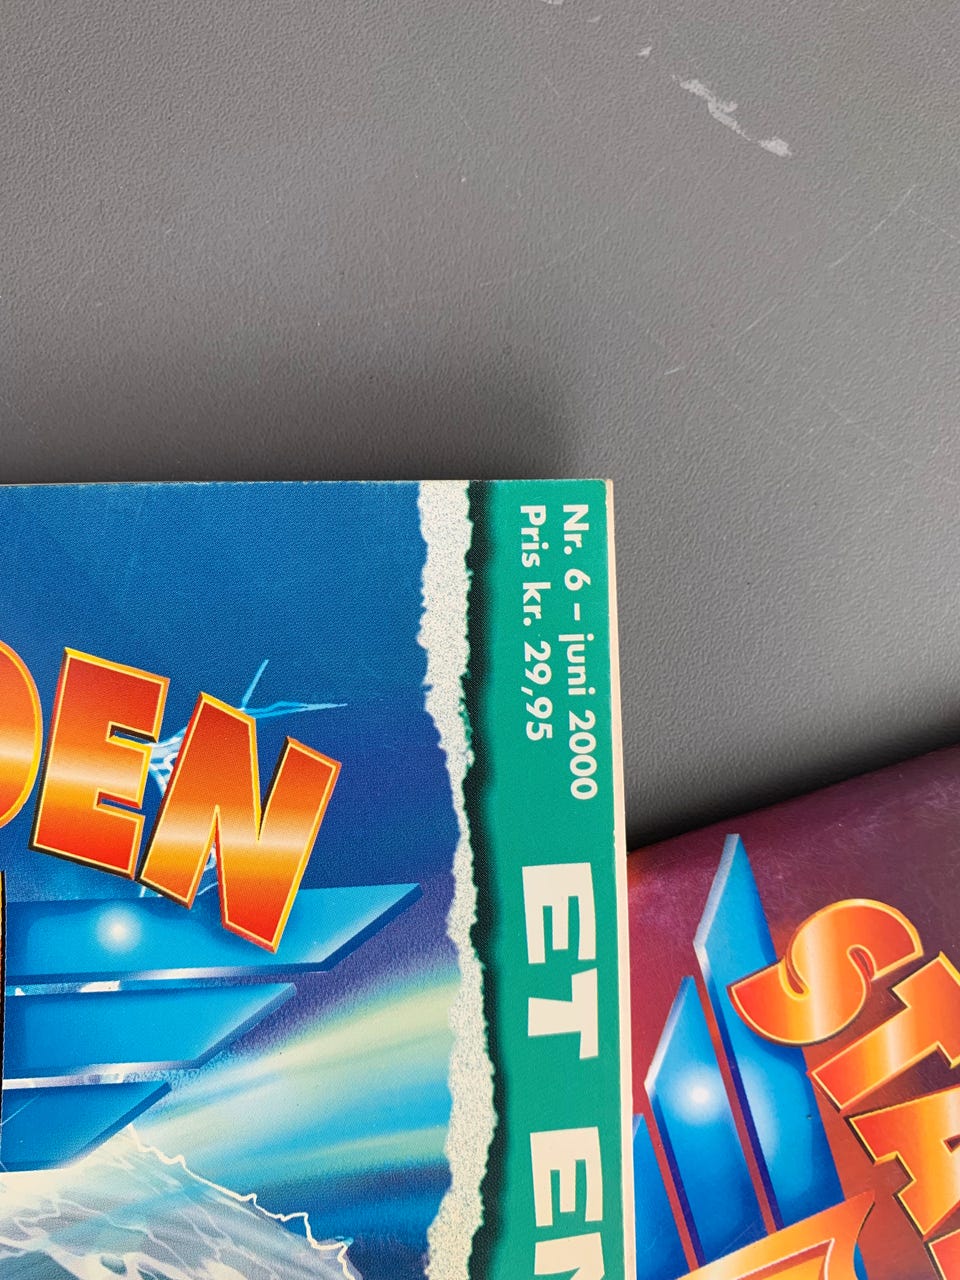 Nr. 6 – juni 2000
Pris kr. 29,95
DEN
ET EN
STA